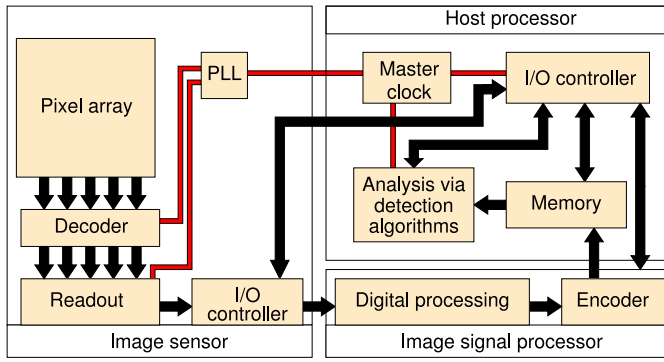 Host processor
PLL
Master
clock
I/O controller
Pixel array
Analysis via
detection
algorithms
Memory
Decoder
Readout
I/O
controller
Digital processing
Encoder
Image sensor
Image signal processor